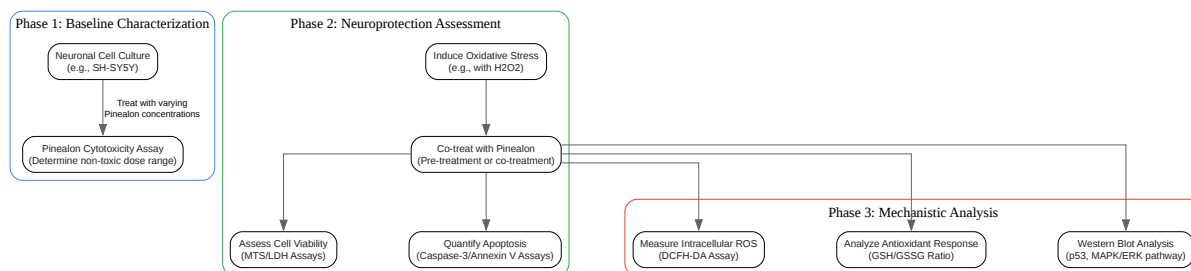 Phase 1: Baseline Characterization
Neuronal Cell Culture
(e.g., SH-SY5Y)
Treat with varying
Pinealon concentrations
Pinealon Cytotoxicity Assay
(Determine non-toxic dose range)
Phase 2: Neuroprotection Assessment
Induce Oxidative Stress
(e.g., with H2O2)
Co-treat with Pinealon
(Pre-treatment or co-treatment)
Assess Cell Viability
(MTS/LDH Assays)
Quantify Apoptosis
(Caspase-3/Annexin V Assays)
Phase 3: Mechanistic Analysis
Measure Intracellular ROS
(DCFH-DA Assay)
Analyze Antioxidant Response
(GSH/GSSG Ratio)
Western Blot Analysis
(p53, MAPK/ERK pathway)